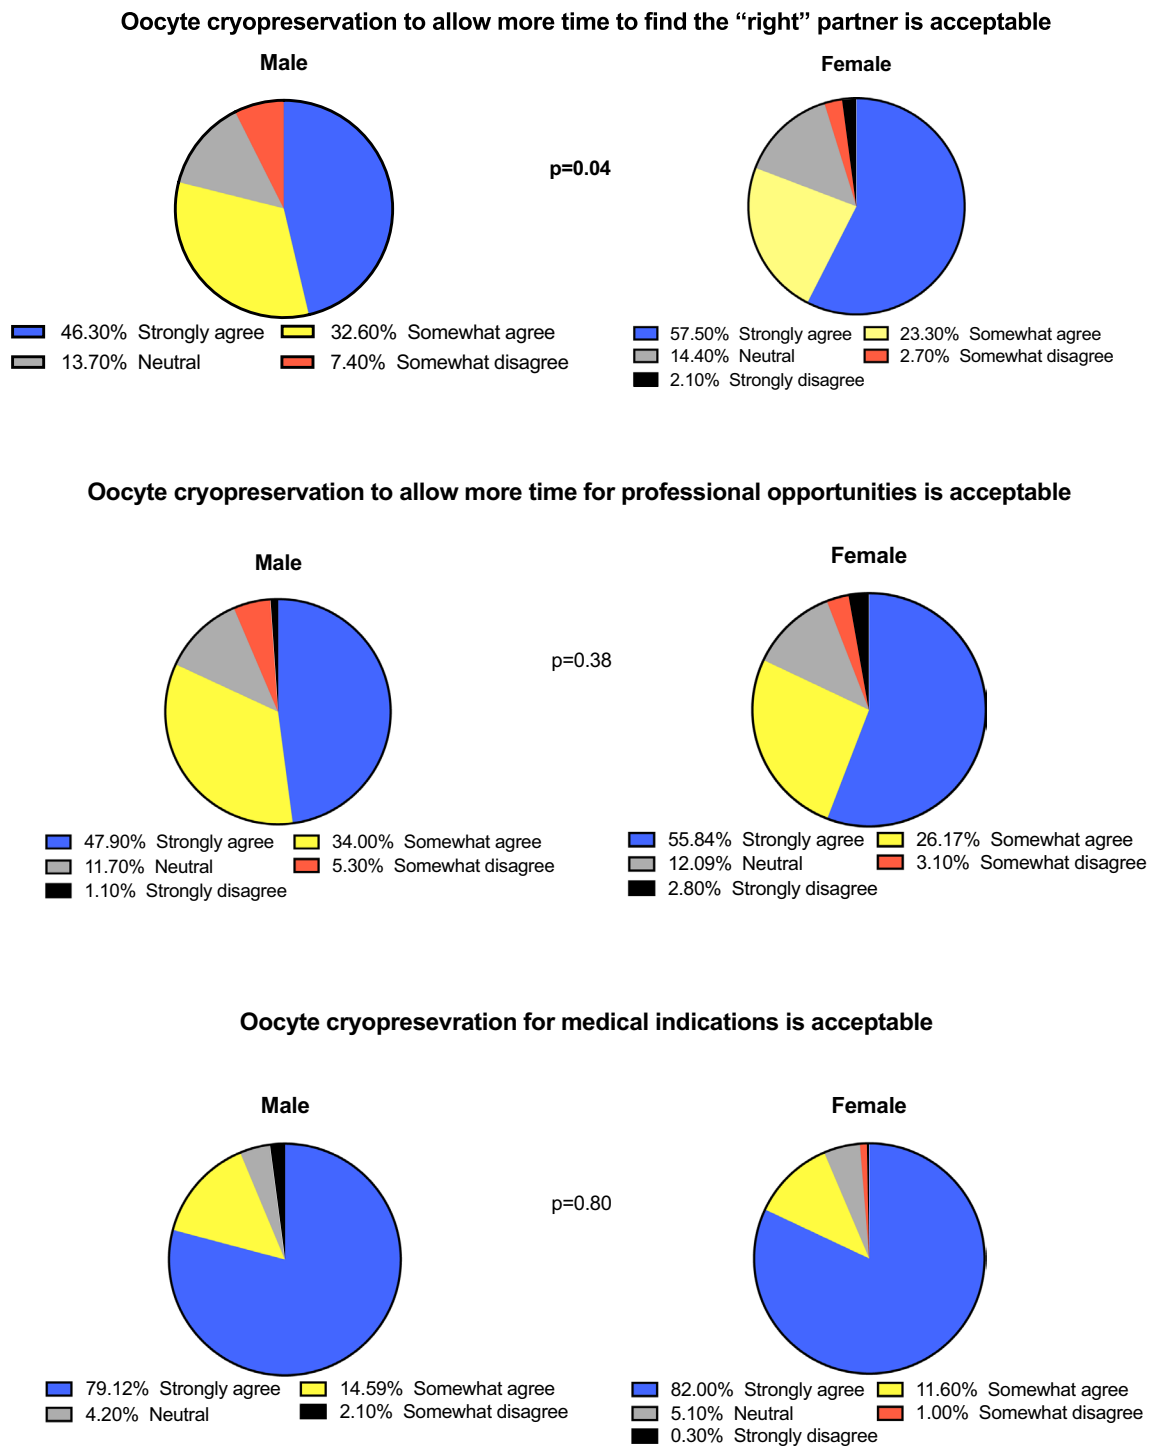 Oocyte cryopreservation to allow more time to find the “right” partner is acceptable
Male
Female
p=0.04
46.30% Strongly agree
32.60% Somewhat agree
13.70% Neutral
7.40% Somewhat disagree
57.50% Strongly agree
23.30% Somewhat agree
14.40% Neutral
2.70% Somewhat disagree
2.10% Strongly disagree
Oocyte cryopreservation to allow more time for professional opportunities is acceptable
Male
Female
p=0.38
47.90% Strongly agree
34.00% Somewhat agree
11.70% Neutral
5.30% Somewhat disagree
1.10% Strongly disagree
55.84% Strongly agree
26.17% Somewhat agree
12.09% Neutral
3.10% Somewhat disagree
2.80% Strongly disagree
Oocyte cryopresevration for medical indications is acceptable
Male
Female
p=0.80
79.12% Strongly agree
14.59% Somewhat agree
4.20% Neutral
2.10% Somewhat disagree
82.00% Strongly agree
11.60% Somewhat agree
5.10% Neutral
1.00% Somewhat disagree
0.30% Strongly disagree